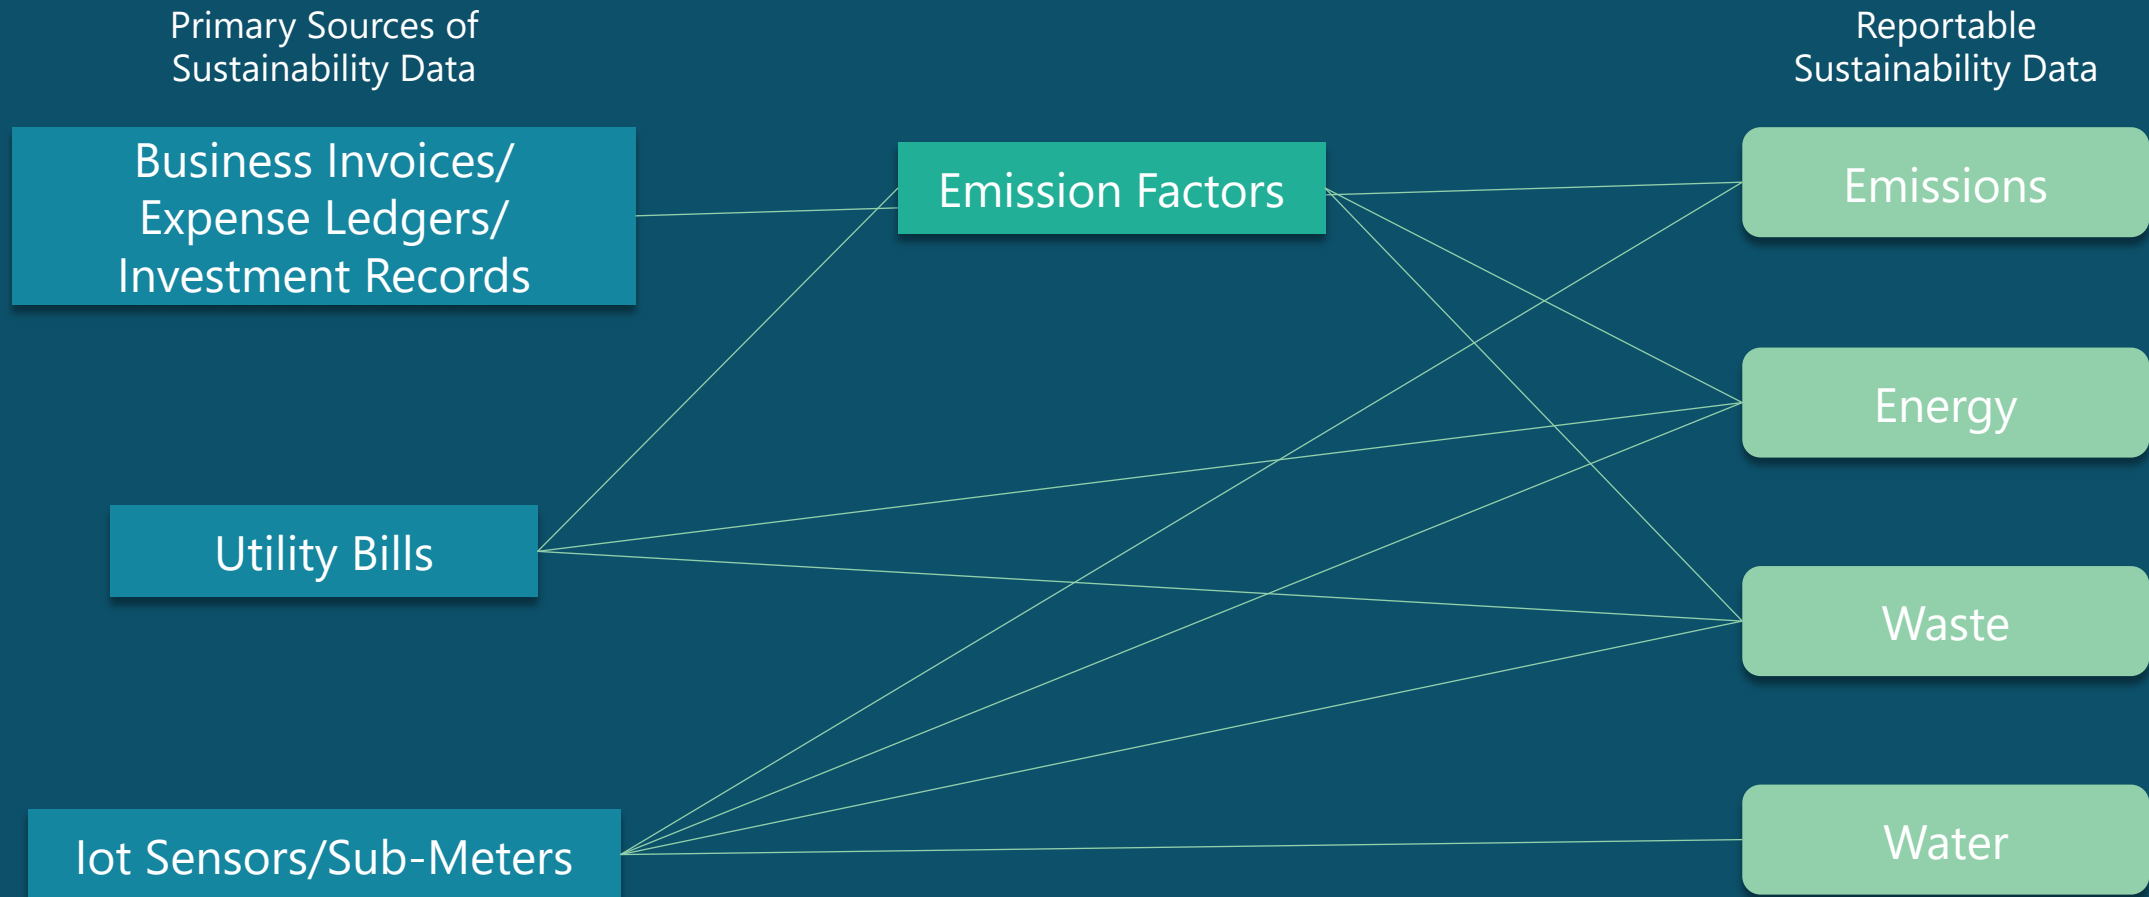 Primary Sources of
Sustainability Data
Reportable
Sustainability Data
Business Invoices/
Expense Ledgers/
Investment Records
Emission Factors
Emissions
Energy
Utility Bills
Waste
Iot Sensors/Sub-Meters
Water